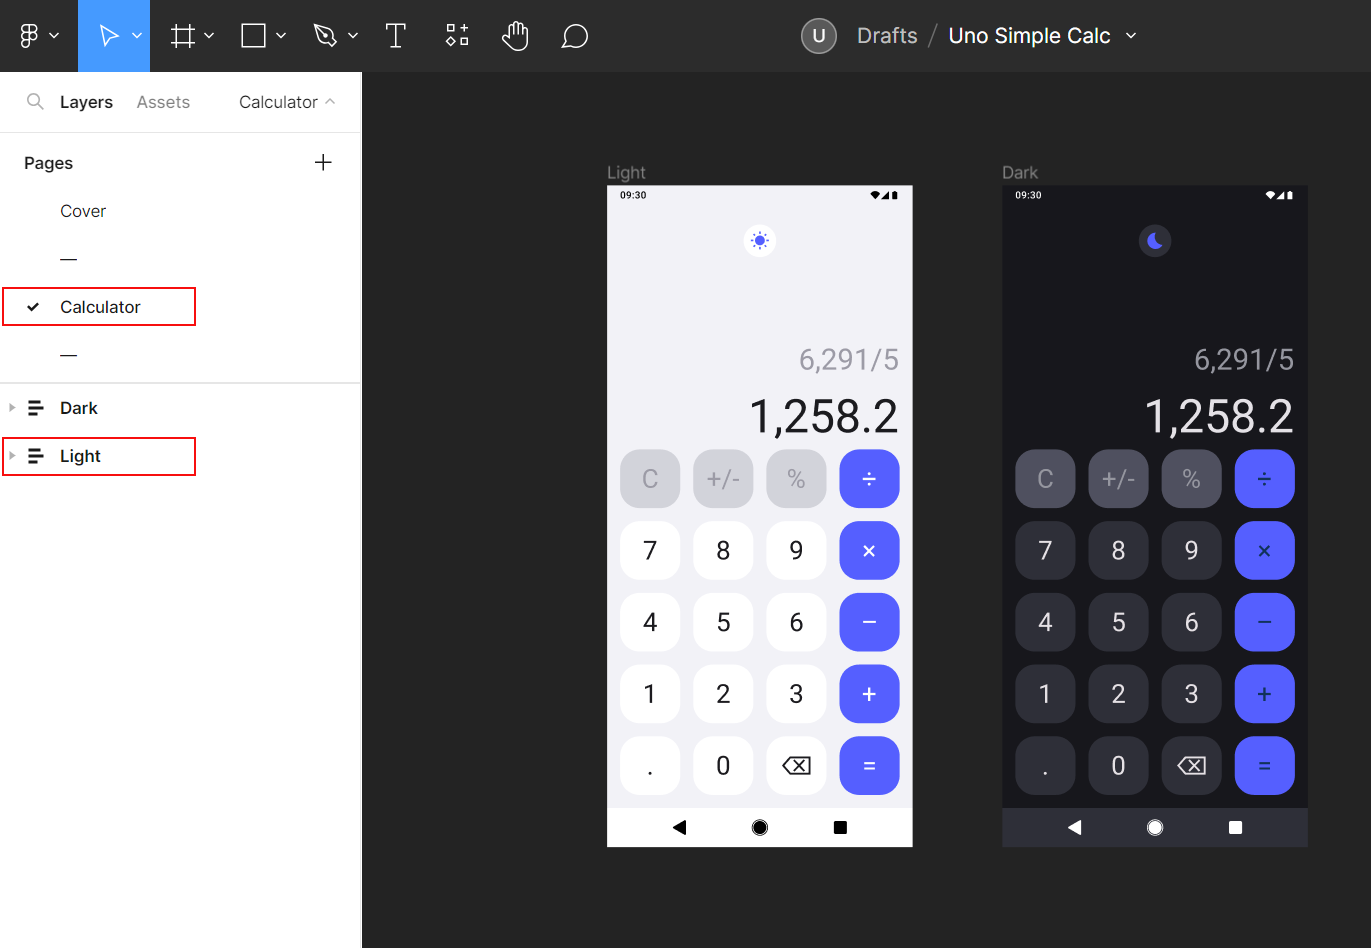 U Drafts / Uno Simple Calc
Layers Assets Calculator
Pages
Cover
—
Calculator
—
Dark
Light
Light
09:30
6,291/5
1,258.2
C +/- % ÷
7 8 9 ×
4 5 6 −
1 2 3 +
. 0 =
Dark
09:30
6,291/5
1,258.2
C +/- % ÷
7 8 9 ×
4 5 6 −
1 2 3 +
. 0 =